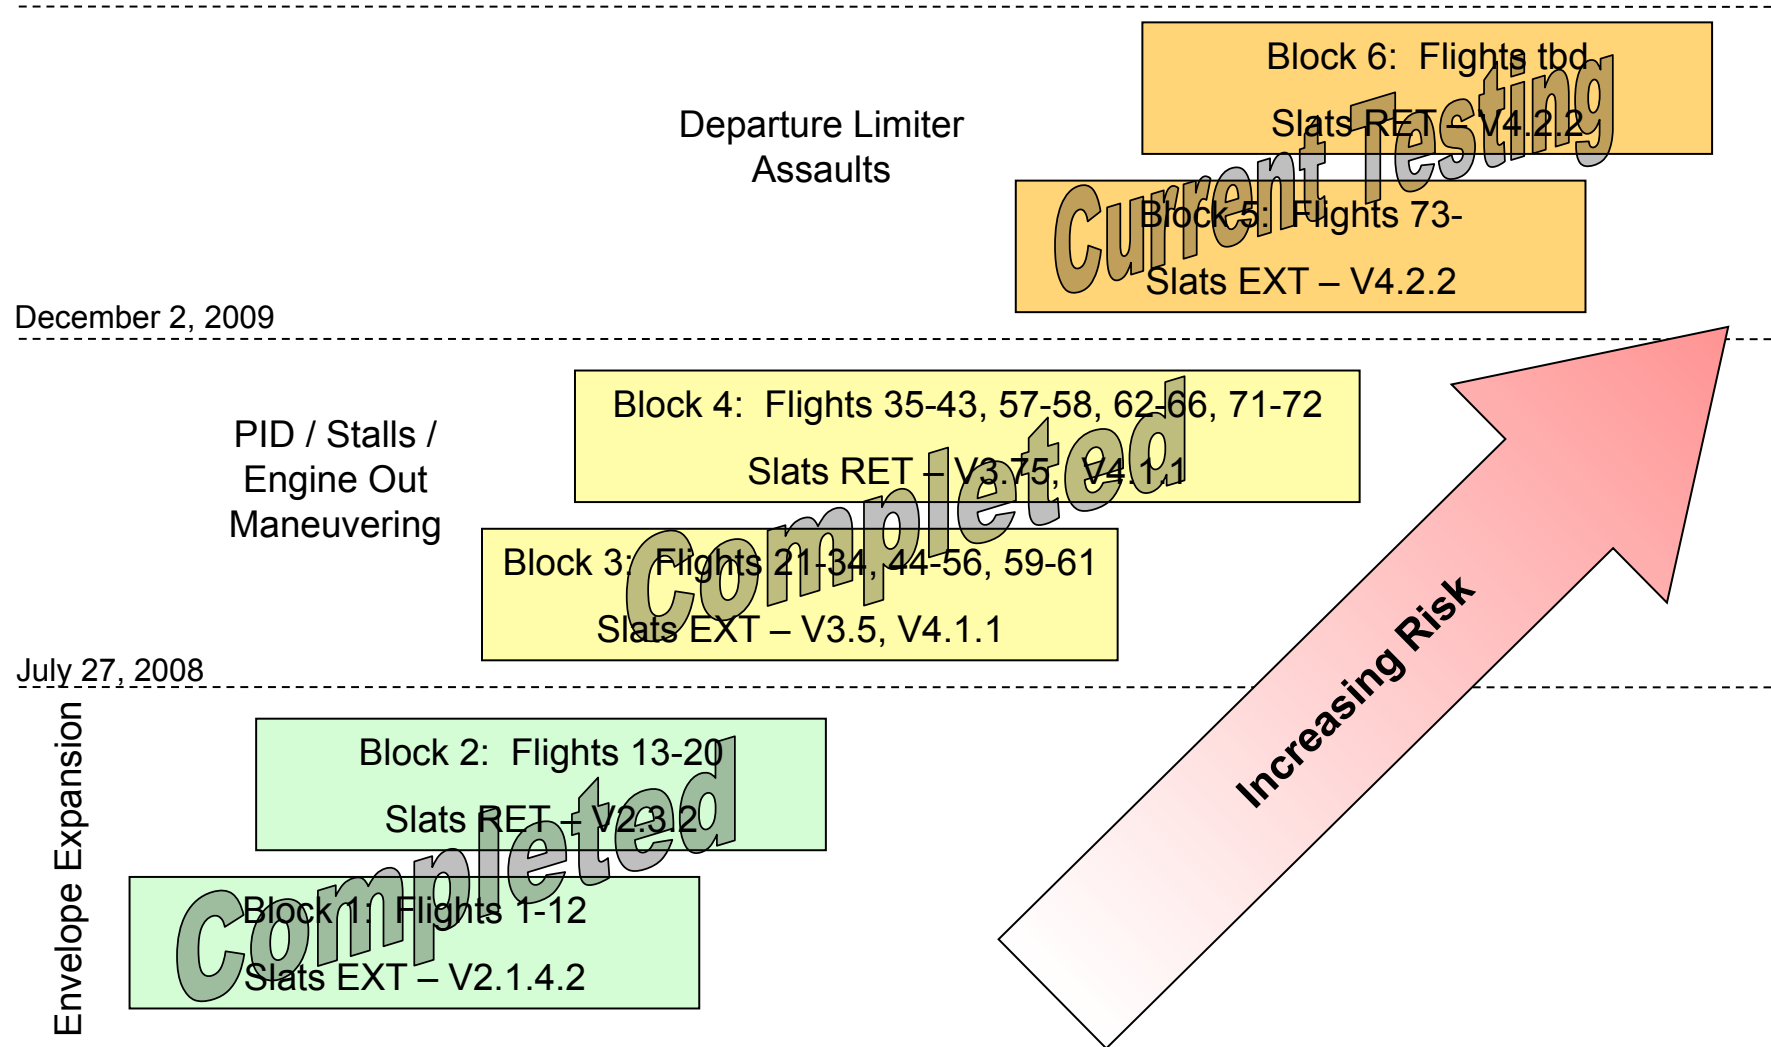 Block 6:  Flights tbd
Slats RET – V4.2.2
Departure Limiter
Assaults
Current Testing
Block 5:  Flights 73-
Slats EXT – V4.2.2
December 2, 2009
Block 4:  Flights 35-43, 57-58, 62-66, 71-72
Slats RET – V3.75,  V4.1.1
PID / Stalls /
Engine Out
Maneuvering
Completed
Block 3:  Flights 21-34, 44-56, 59-61
Slats EXT – V3.5, V4.1.1
Increasing Risk
July 27, 2008
Envelope Expansion
Block 2:  Flights 13-20
Slats RET – V2.3.2
Completed
Block 1:  Flights 1-12
Slats EXT – V2.1.4.2